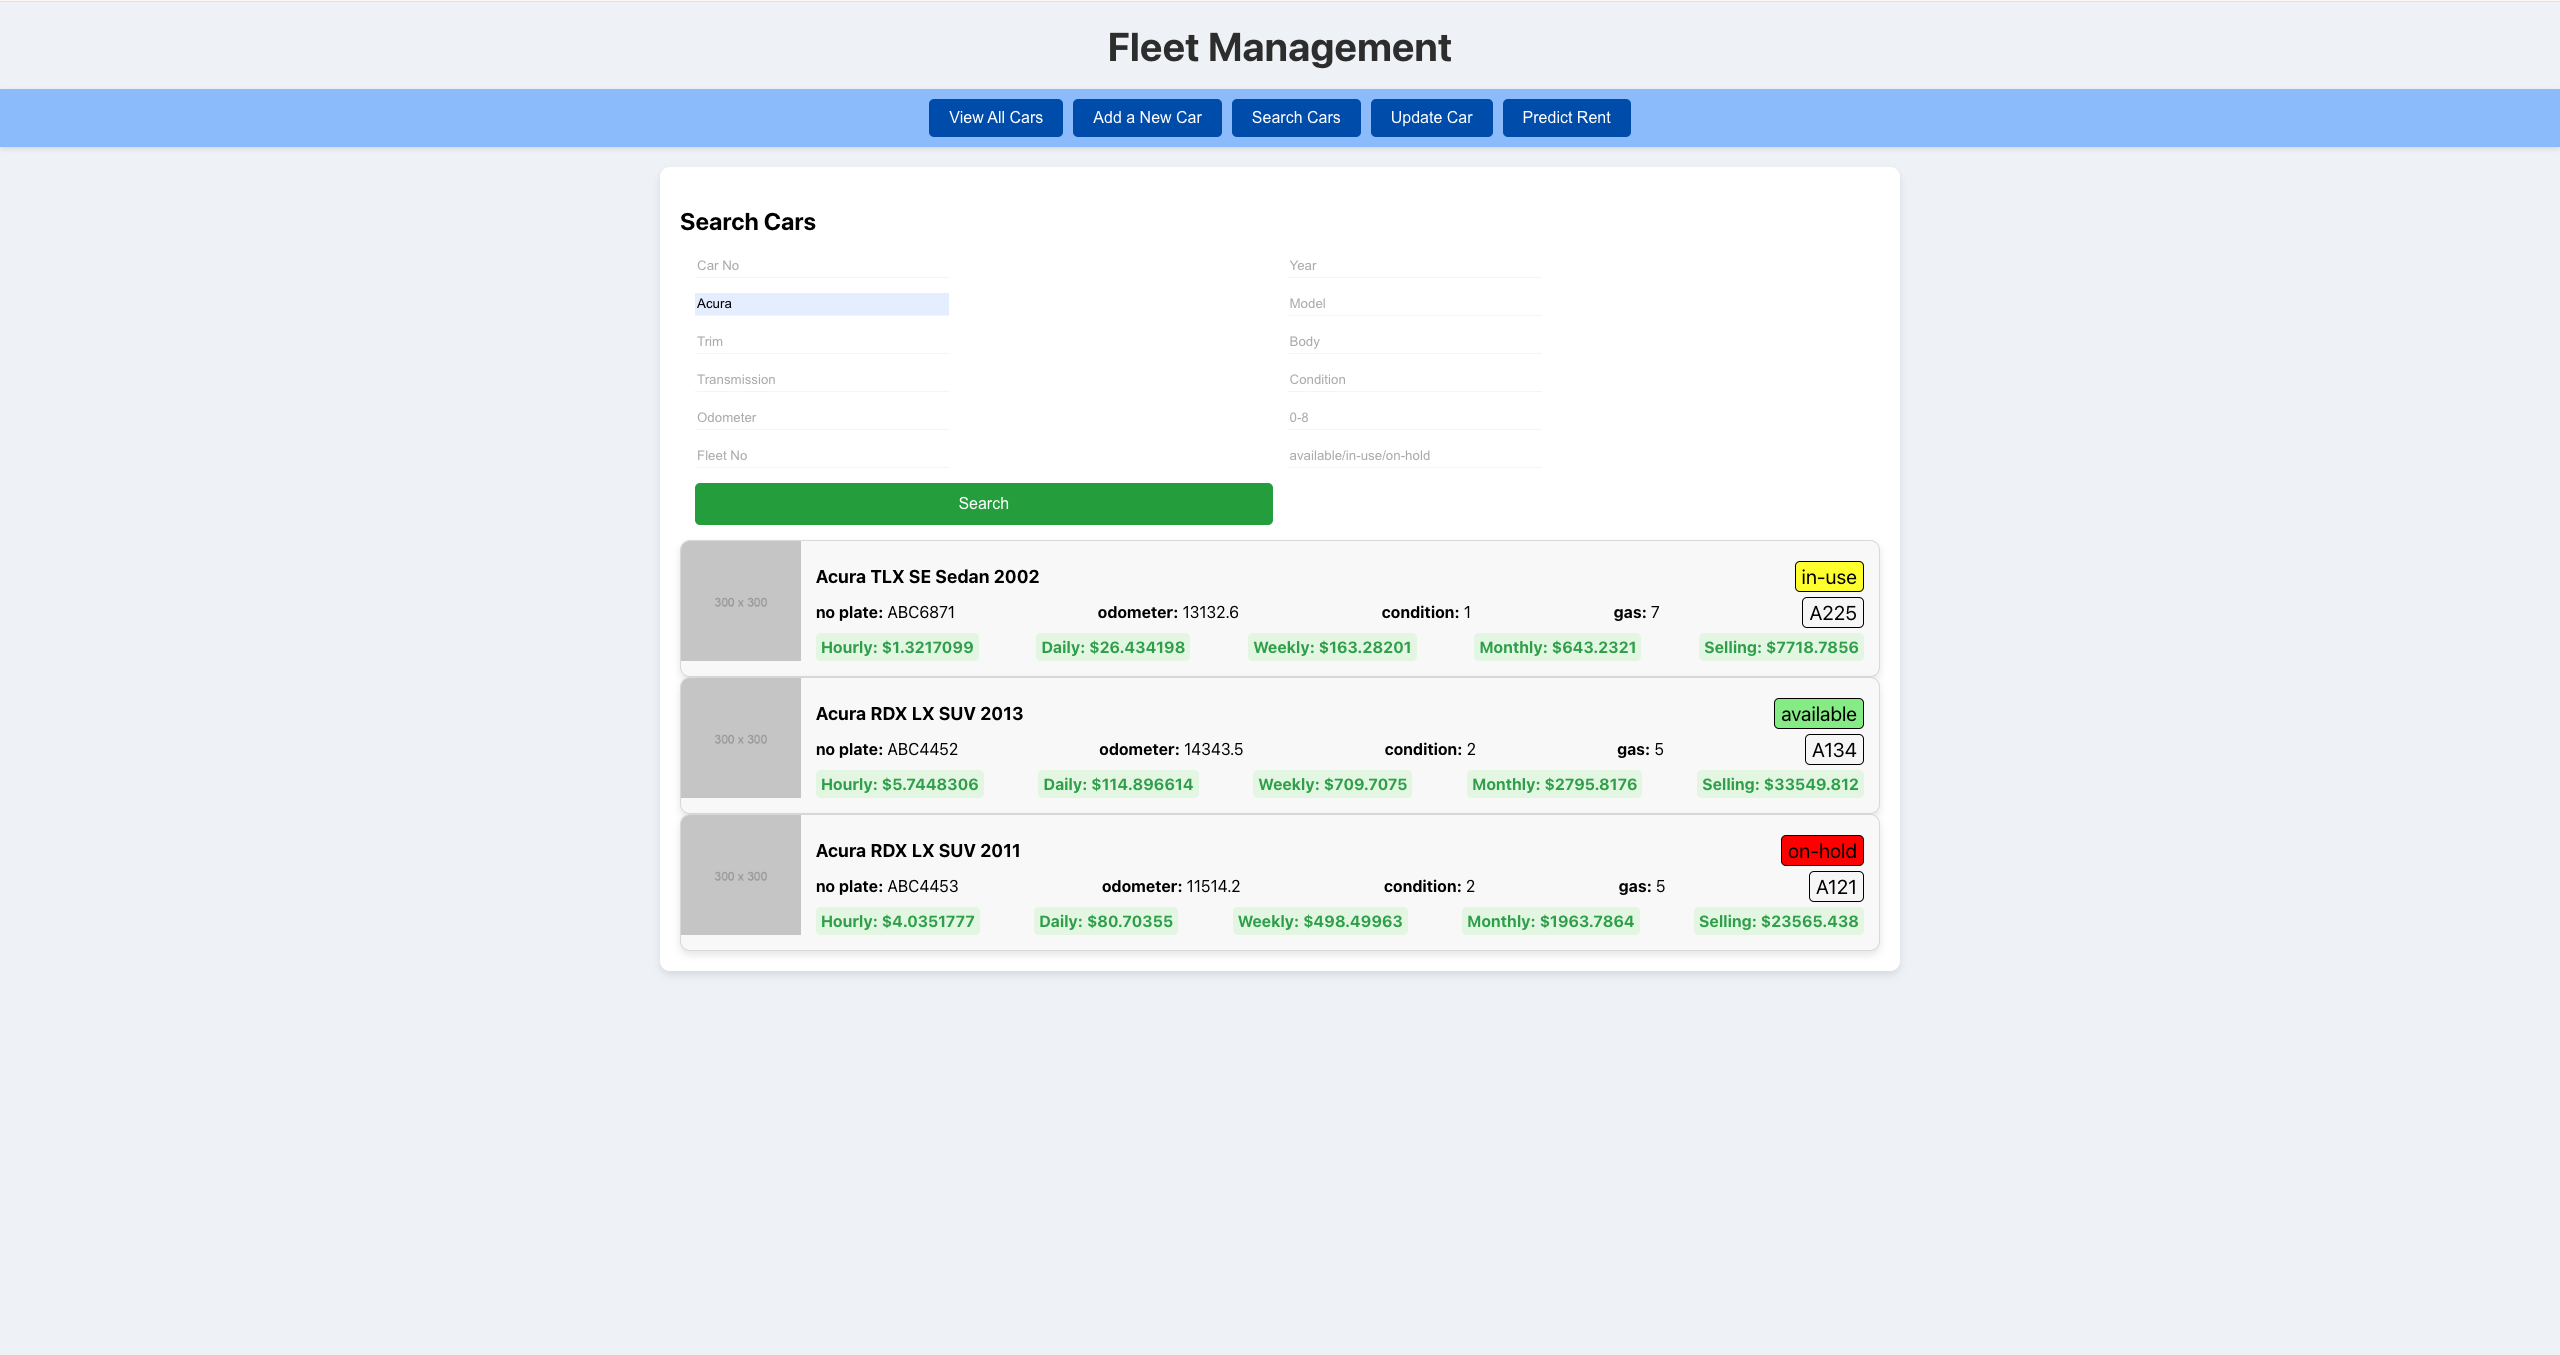 Fleet Management
View All Cars Add a New Car Search Cars Update Car Predict Rent
Search Cars
Car No Year
Acura Model
Trim Body
Transmission Condition
Odometer 0-8
Fleet No available/in-use/on-hold
Search
300 x 300
Acura TLX SE Sedan 2002 in-use
no plate: ABC6871 odometer: 13132.6 condition: 1 gas: 7 A225
Hourly: $1.3217099 Daily: $26.434198 Weekly: $163.28201 Monthly: $643.2321 Selling: $7718.7856
300 x 300
Acura RDX LX SUV 2013 available
no plate: ABC4452 odometer: 14343.5 condition: 2 gas: 5 A134
Hourly: $5.7448306 Daily: $114.896614 Weekly: $709.7075 Monthly: $2795.8176 Selling: $33549.812
300 x 300
Acura RDX LX SUV 2011 on-hold
no plate: ABC4453 odometer: 11514.2 condition: 2 gas: 5 A121
Hourly: $4.0351777 Daily: $80.70355 Weekly: $498.49963 Monthly: $1963.7864 Selling: $23565.438